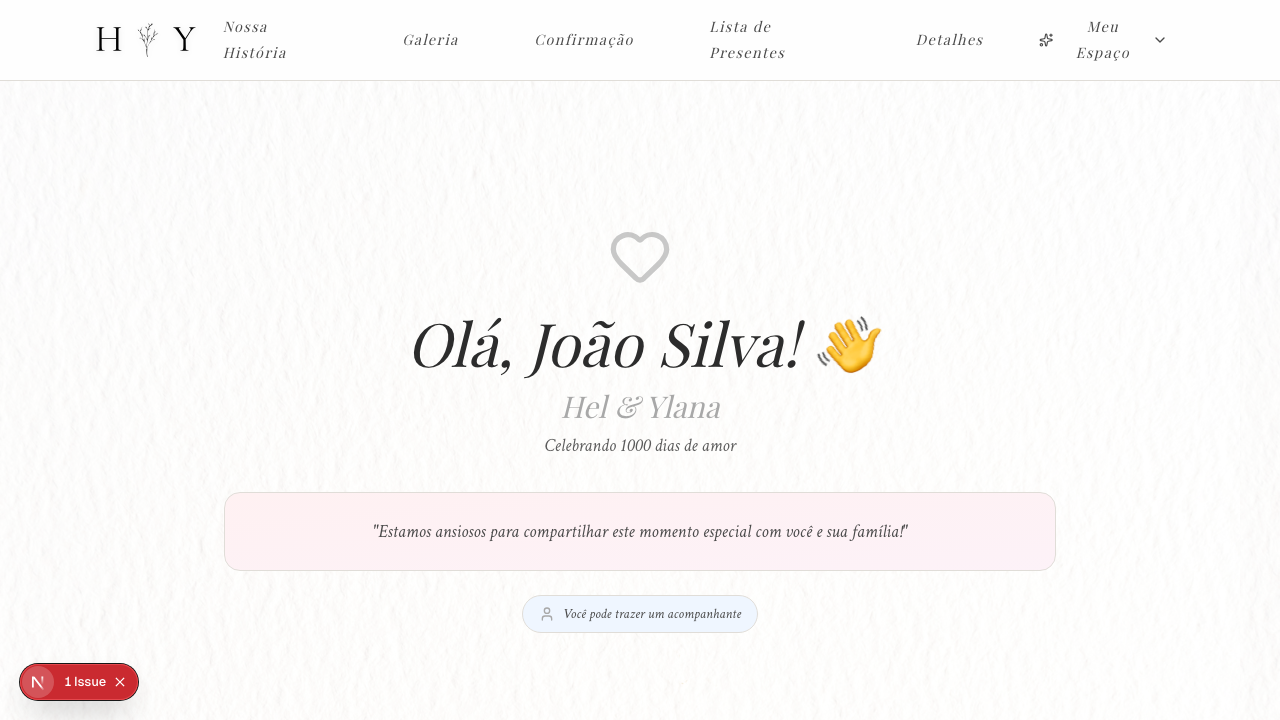 H Y
Nossa
História
Galeria
Confirmação
Lista de
Presentes
Detalhes
Meu
Espaço
Olá, João Silva! 👋
Hel & Ylana
Celebrando 1000 dias de amor
"Estamos ansiosos para compartilhar este momento especial com você e sua família!"
Você pode trazer um acompanhante
N
1 Issue